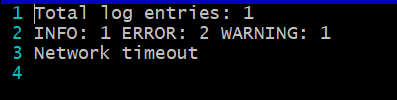 1 Total log entries: 1
2 INFO: 1 ERROR: 2 WARNING: 1
3 Network timeout
4